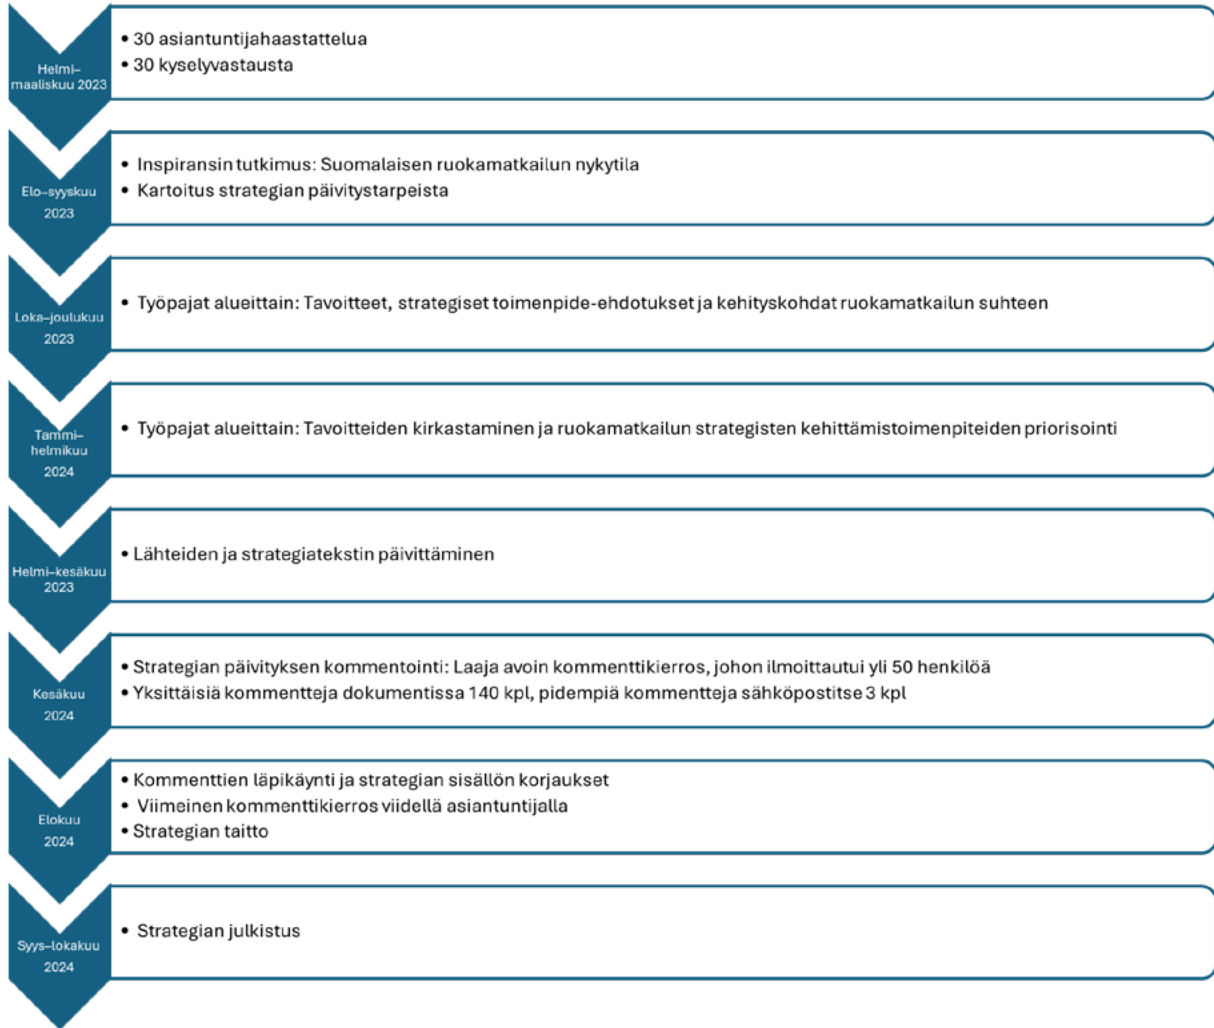 Helmi–
maaliskuu 2023
• 30 asiantuntijahaastattelua
• 30 kyselyvastausta
Elo–syyskuu
2023
• Inspiransin tutkimus: Suomalaisen ruokamatkailun nykytila
• Kartoitus strategian päivitystarpeista
Loka–joulukuu
2023
• Työpajat alueittain: Tavoitteet, strategiset toimenpide-ehdotukset ja kehityskohdat ruokamatkailun suhteen
Tammi–
helmikuu
2024
• Työpajat alueittain: Tavoitteiden kirkastaminen ja ruokamatkailun strategisten kehittämistoimenpiteiden priorisointi
Helmi–kesäkuu
2023
• Lähteiden ja strategiatekstin päivittäminen
Kesäkuu
2024
• Strategian päivityksen kommentointi: Laaja avoin kommenttikierros, johon ilmoittautui yli 50 henkilöä
• Yksittäisiä kommentteja dokumentissa 140 kpl, pidempiä kommentteja sähköpostitse 3 kpl
Elokuu
2024
• Kommenttien läpikäynti ja strategian sisällön korjaukset
• Viimeinen kommenttikierros viidellä asiantuntijalla
• Strategian taitto
Syys–lokakuu
2024
• Strategian julkistus